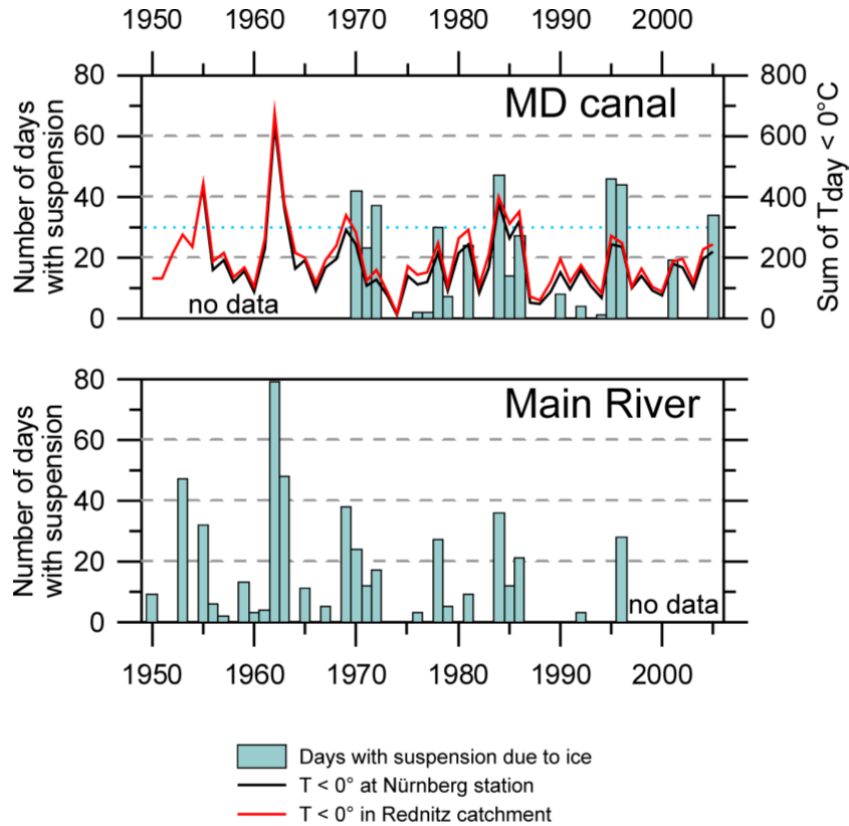 1950 1960 1970 1980 1990 2000
80 800
MD canal
60 600
40 400
20 200
no data
0 0
Number of days
with suspension
Sum of Tday < 0°C
80
Main River
60
40
20
no data
0
Number of days
with suspension
1950 1960 1970 1980 1990 2000
Days with suspension due to ice
T < 0° at Nürnberg station
T < 0° in Rednitz catchment